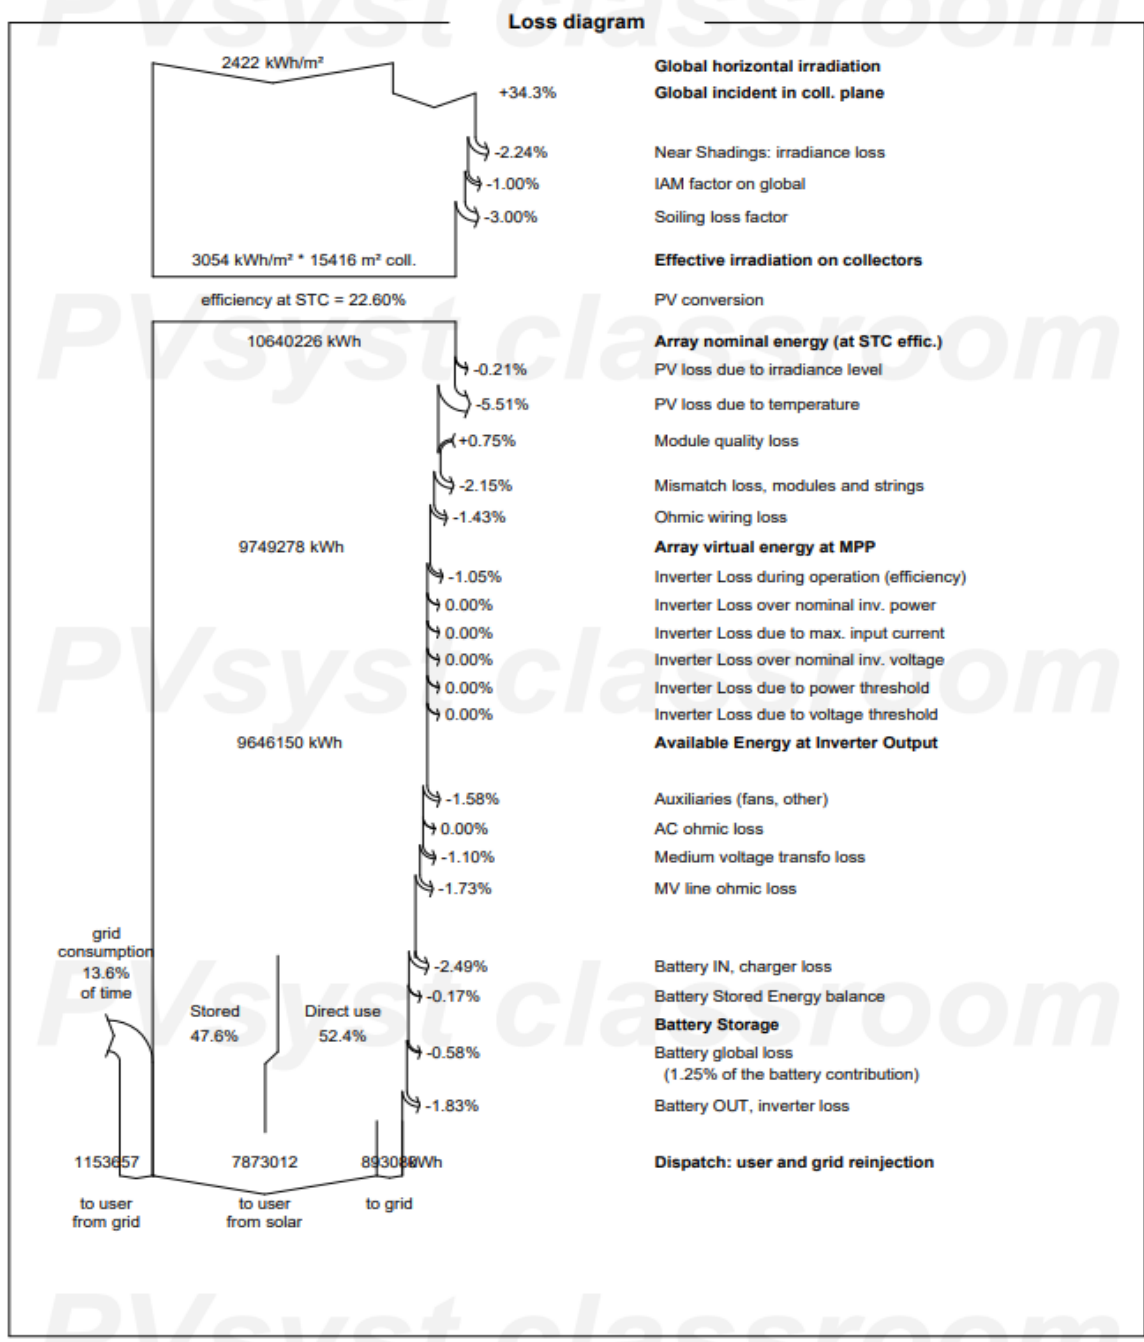 Loss diagram
2422 kWh/m² Global horizontal irradiation
+34.3% Global incident in coll. plane
-2.24% Near Shadings: irradiance loss
-1.00% IAM factor on global
-3.00% Soiling loss factor
3054 kWh/m² * 15416 m² coll. Effective irradiation on collectors
efficiency at STC = 22.60% PV conversion
PVsyst classroom
10640226 kWh Array nominal energy (at STC effic.)
-0.21% PV loss due to irradiance level
-5.51% PV loss due to temperature
+0.75% Module quality loss
-2.15% Mismatch loss, modules and strings
-1.43% Ohmic wiring loss
9749278 kWh Array virtual energy at MPP
-1.05% Inverter Loss during operation (efficiency)
0.00% Inverter Loss over nominal inv. power
0.00% Inverter Loss due to max. input current
0.00% Inverter Loss over nominal inv. voltage
PVsyst classroom
0.00% Inverter Loss due to power threshold
0.00% Inverter Loss due to voltage threshold
9646150 kWh Available Energy at Inverter Output
-1.58% Auxiliaries (fans, other)
0.00% AC ohmic loss
-1.10% Medium voltage transfo loss
-1.73% MV line ohmic loss
grid
consumption
13.6%
of time
-2.49% Battery IN, charger loss
-0.17% Battery Stored Energy balance
PVsyst classroom
Stored
47.6%
Direct use
52.4%
Battery Storage
-0.58% Battery global loss
(1.25% of the battery contribution)
-1.83% Battery OUT, inverter loss
1153657 7873012 kWh Dispatch: user and grid reinjection
to user
from grid
to user
from solar
to grid